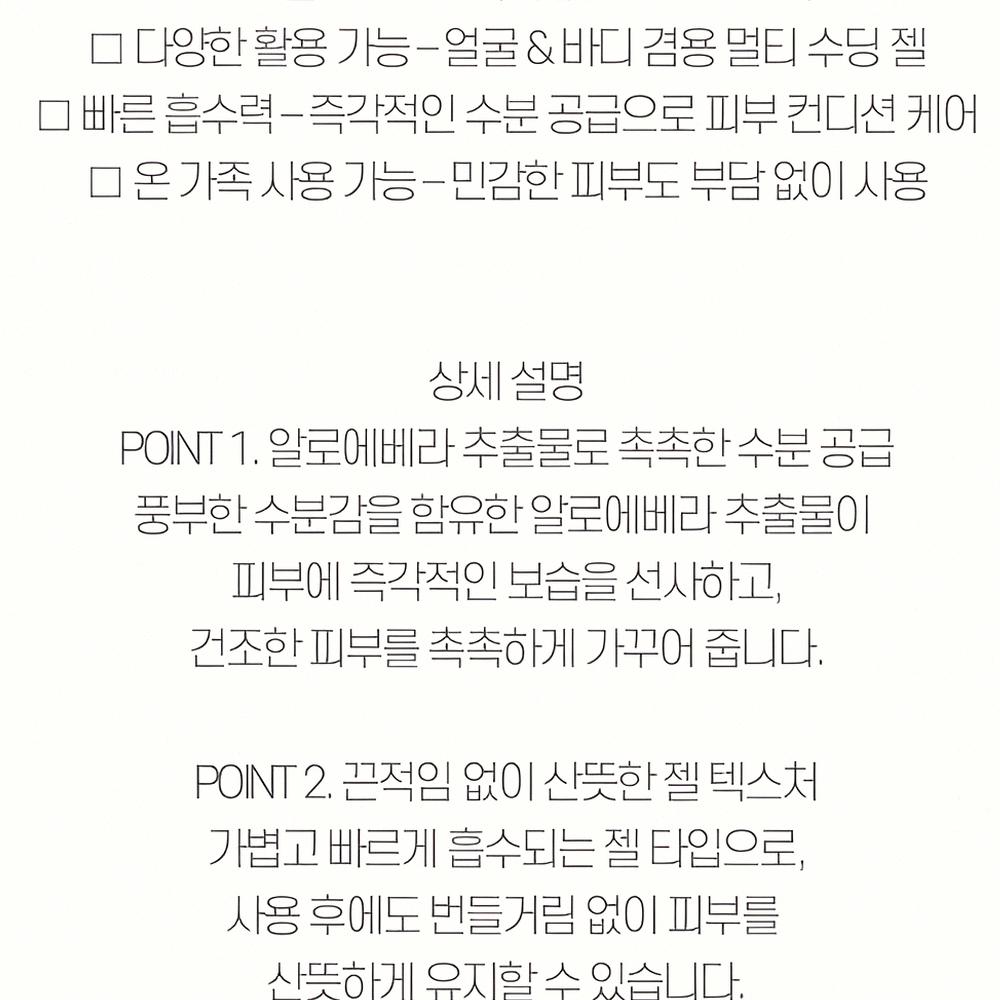 □ 다양한 활용 가능 – 얼굴 & 바디 겸용 멀티 수딩 젤
□ 빠른 흡수력 – 즉각적인 수분 공급으로 피부 컨디션 케어
□ 온 가족 사용 가능 – 민감한 피부도 부담 없이 사용
상세 설명
POINT 1. 알로에베라 추출물로 촉촉한 수분 공급
풍부한 수분감을 함유한 알로에베라 추출물이
피부에 즉각적인 보습을 선사하고,
건조한 피부를 촉촉하게 가꾸어 줍니다.
POINT 2. 끈적임 없이 산뜻한 젤 텍스처
가볍고 빠르게 흡수되는 젤 타입으로,
사용 후에도 번들거림 없이 피부를
산뜻하게 유지할 수 있습니다.